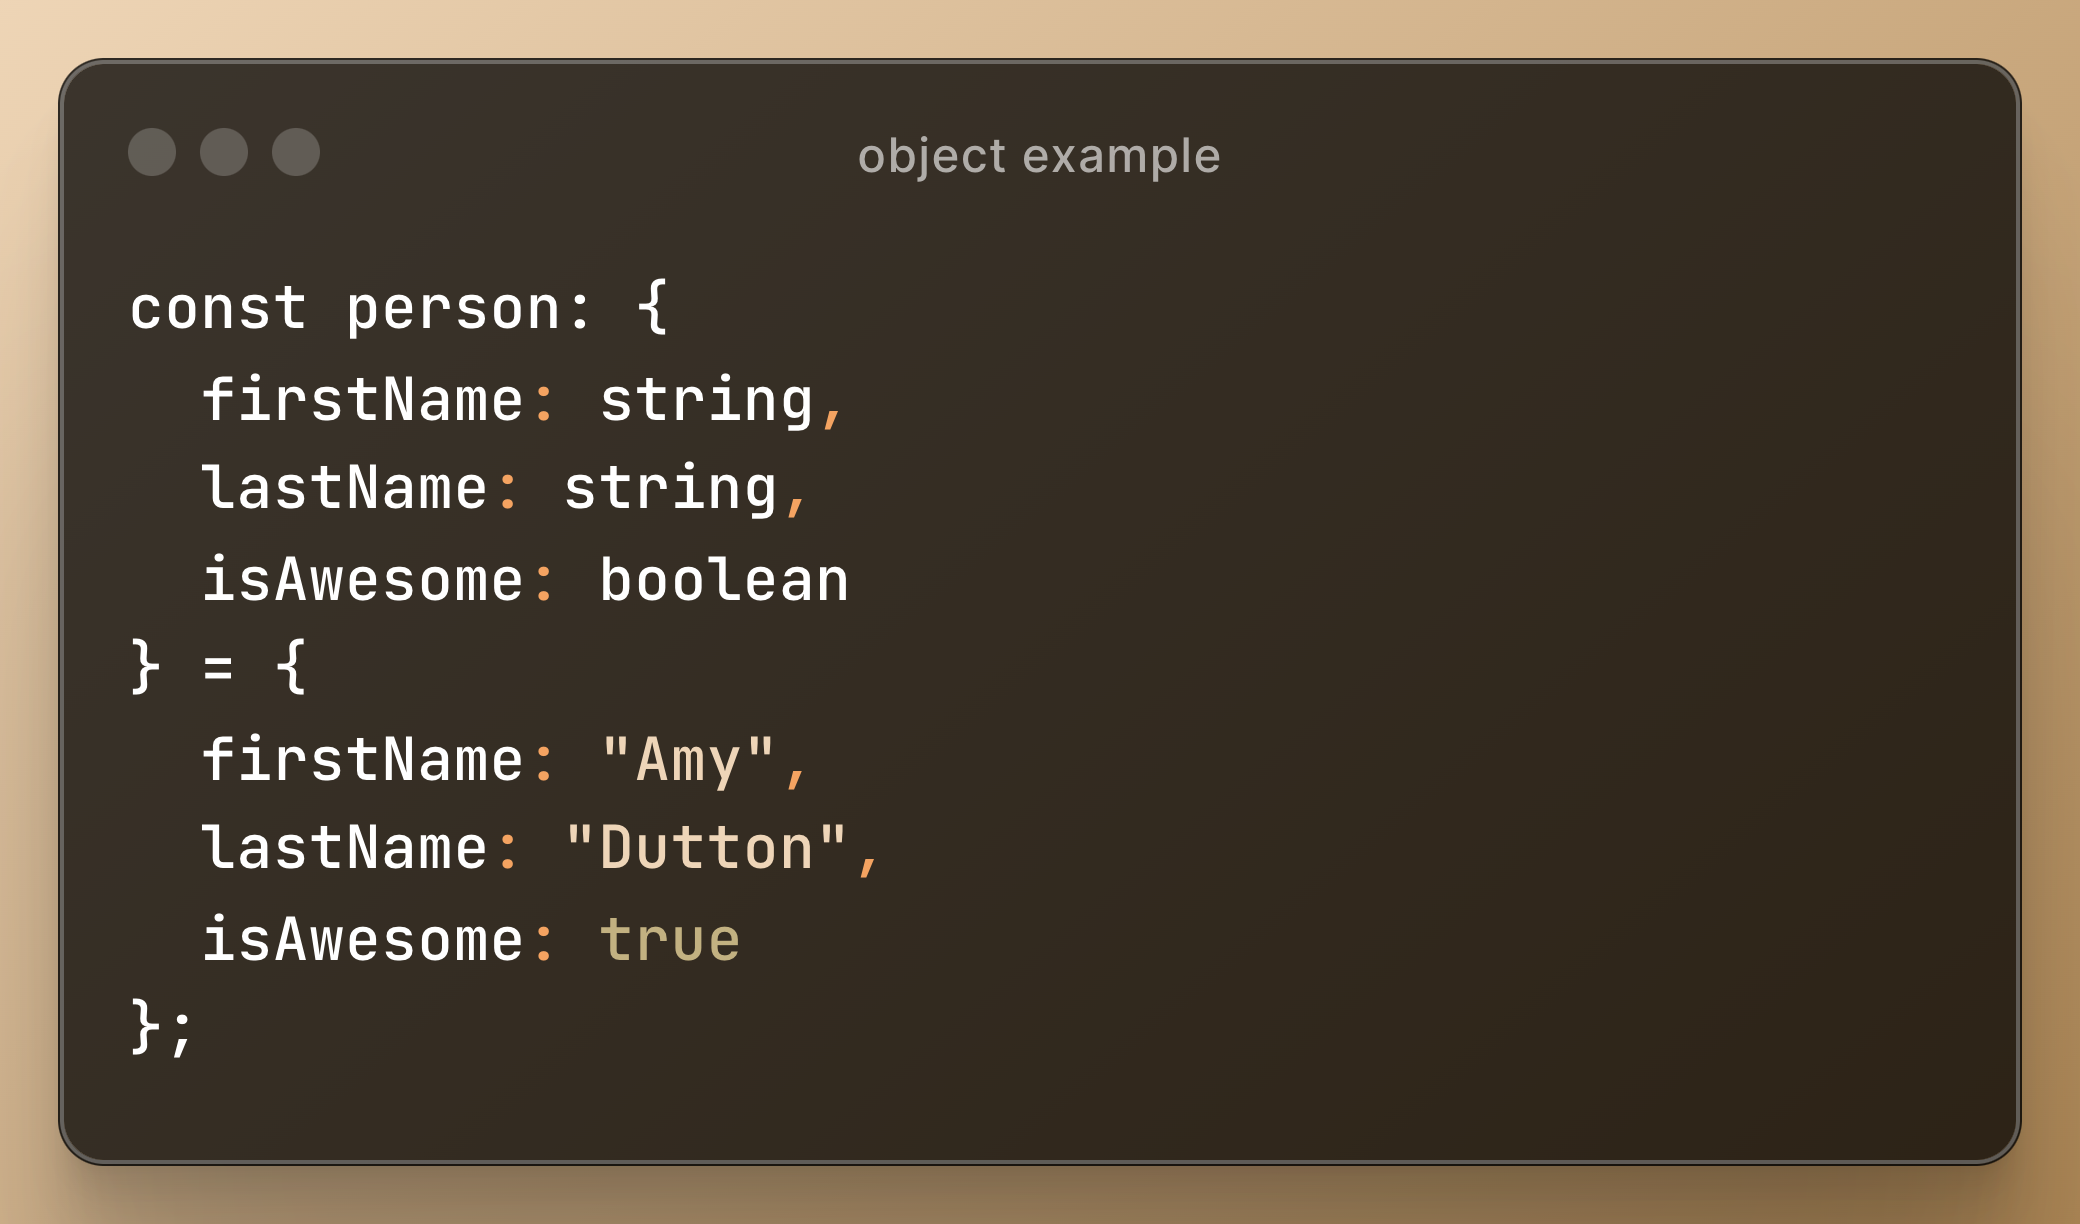 object example
const person: {
  firstName: string,
  lastName: string,
  isAwesome: boolean
} = {
  firstName: "Amy",
  lastName: "Dutton",
  isAwesome: true
};